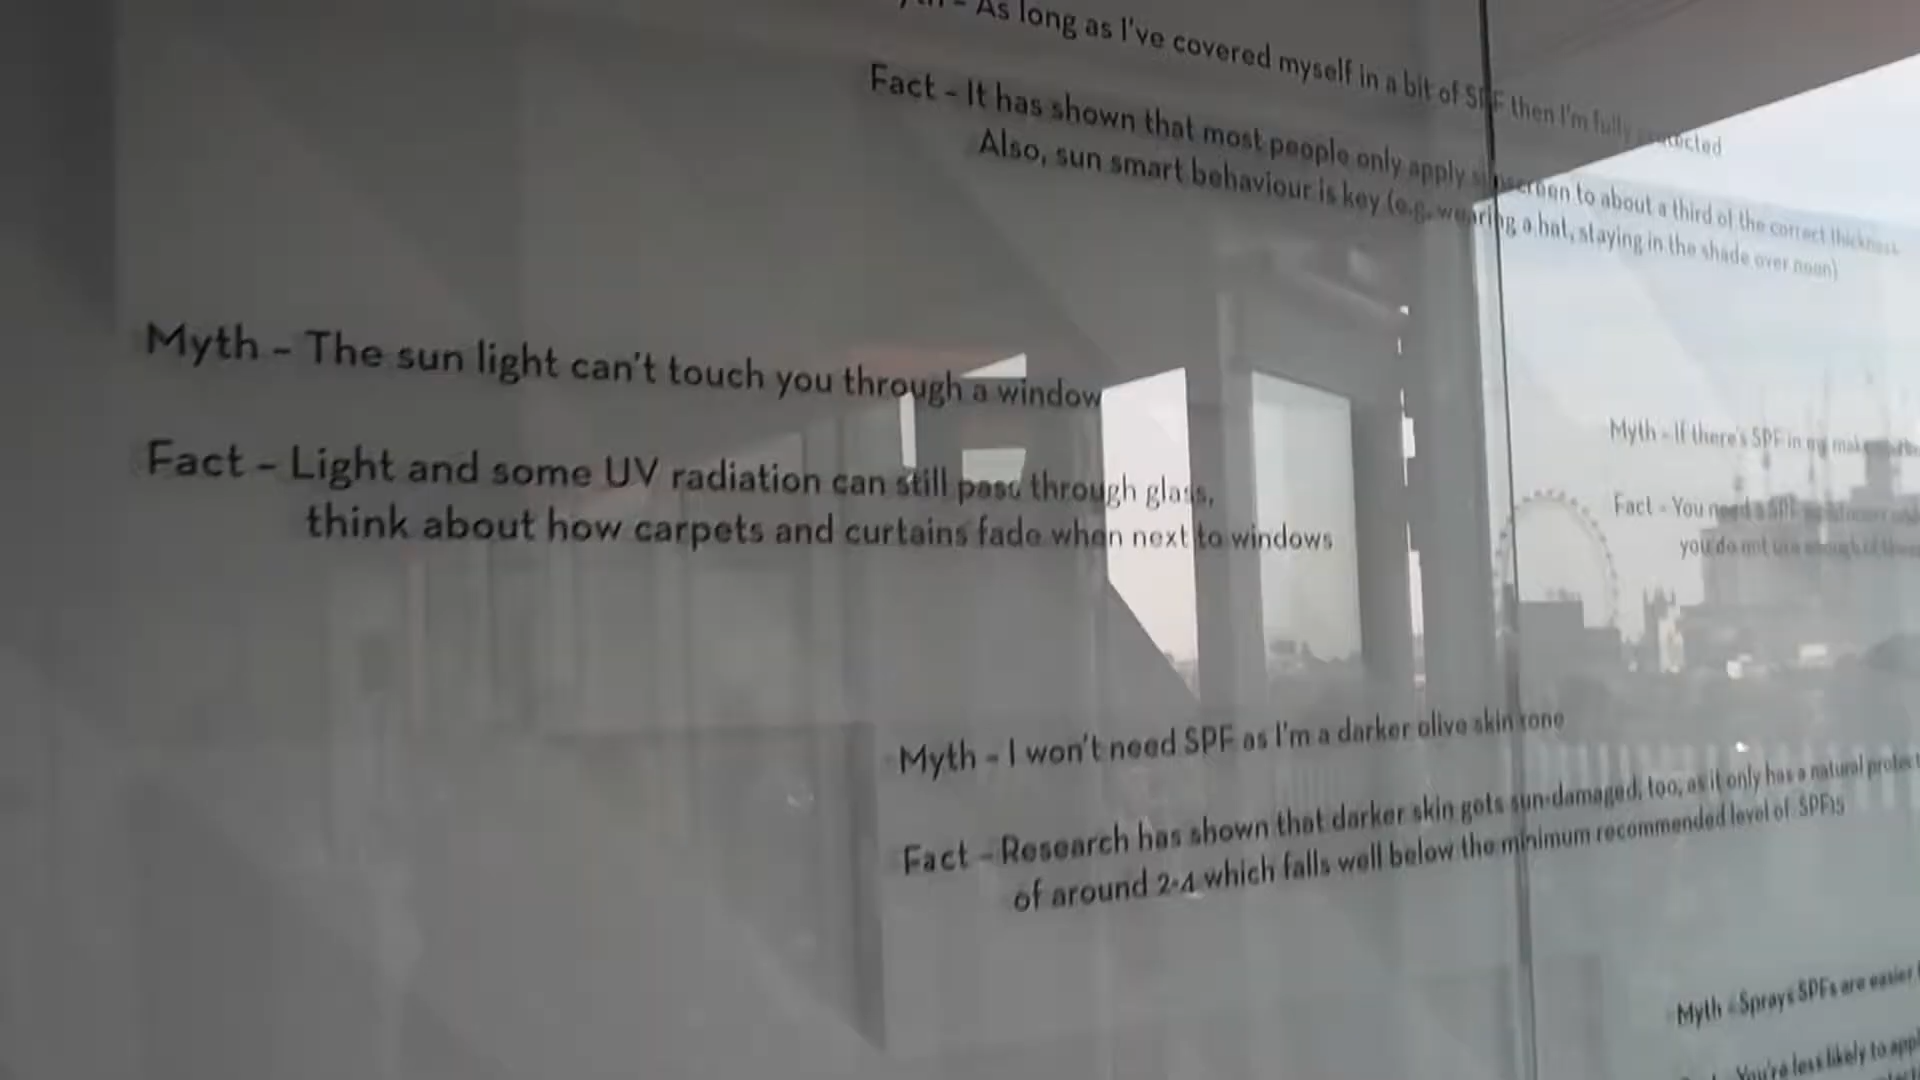 – As long as I've covered myself in a bit of SPF then I'm fully protected
Fact – It has shown that most people only apply sunscreen to about a third of the correct thickness
Also, sun smart behaviour is key (e.g. wearing a hat, staying in the shade over noon)
Myth – The sun light can't touch you through a window
Fact – Light and some UV radiation can still pass through glass,
think about how carpets and curtains fade when next to windows
Myth – If there's SPF in my
Fact – You need a SPF
you do not use enough of
Myth – I won't need SPF as I'm a darker olive skin tone
Fact – Research has shown that darker skin gets sun-damaged, too, as it only has a natural
of around 2-4 which falls well below the minimum recommended level of SPF15
Myth – Sprays SPFs are easier
You're less likely to